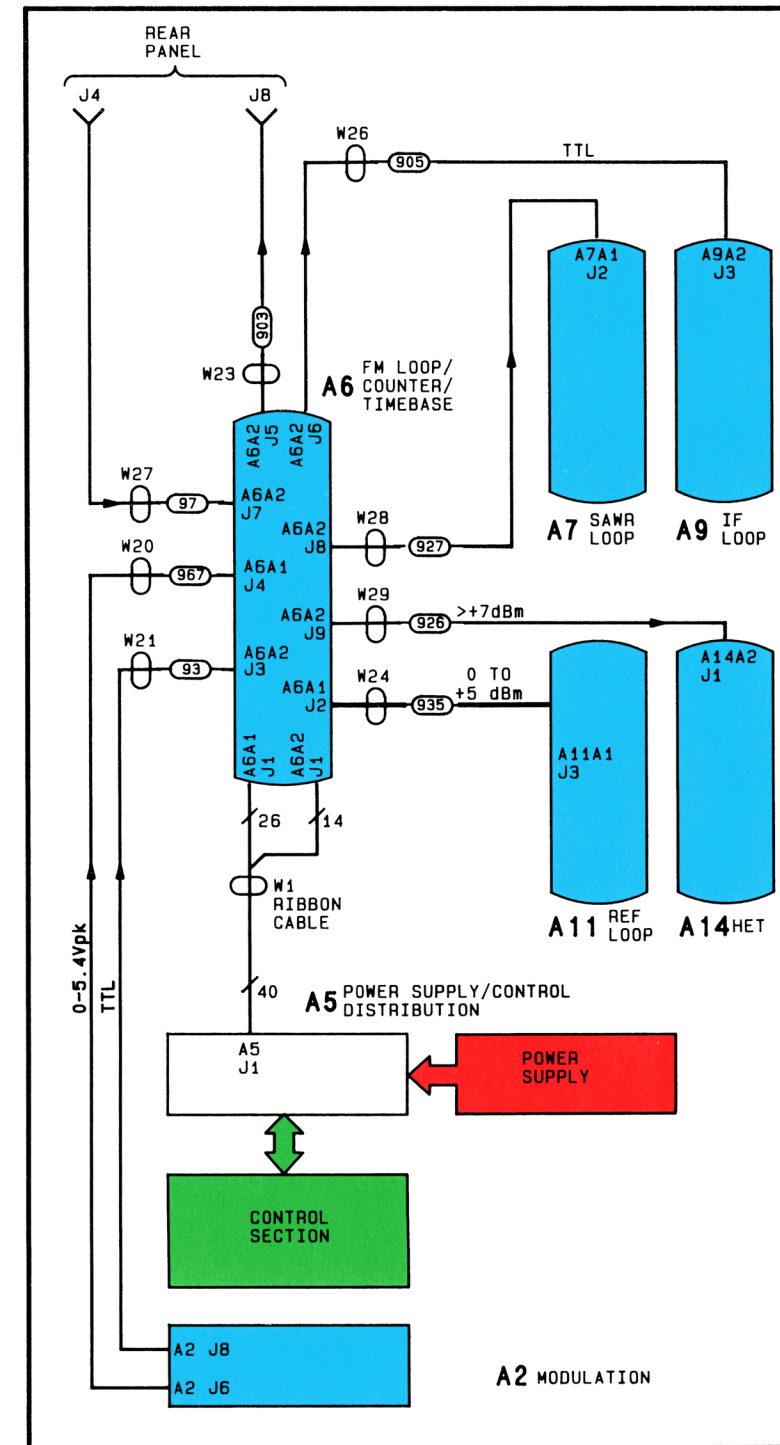 REAR
PANEL
J4
J8
W26
905
TTL
A7A1
J2
A9A2
J3
903
W23
A6 FM LOOP/
COUNTER/
TIMEBASE
A6A2
J5
A6A2
J6
W27
97
A6A2
J7
W28
A6A2
J8
927
A7 SAWR
LOOP
A9 IF
LOOP
W20
967
A6A1
J4
W29
A6A2
J9
926
>+7dBm
W21
93
A6A2
J3
W24
A6A1
J2
935
0 TO
+5 dBm
A14A2
J1
A11A1
J3
A6A1
J1
A6A2
J1
26
14
W1
RIBBON
CABLE
A11 REF
LOOP
A14 HET
0-5.4Vpk
TTL
40
A5 POWER SUPPLY/CONTROL
DISTRIBUTION
A5
J1
POWER
SUPPLY
CONTROL
SECTION
A2 J8
A2 J6
A2 MODULATION